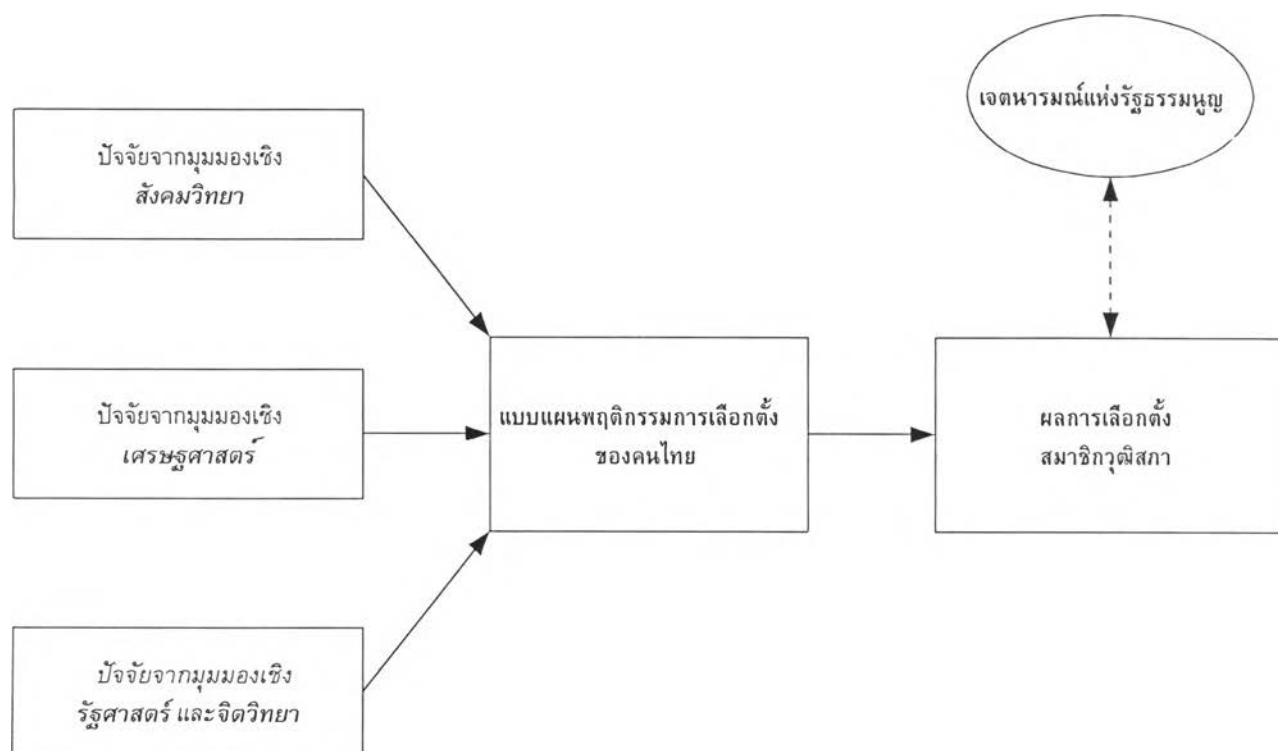 เจตนารมณ์แห่งรัฐธรรมนูญ
ปัจจัยจากมุมมองเชิง
สังคมวิทยา
ปัจจัยจากมุมมองเชิง
เศรษฐศาสตร์
แบบแผนพฤติกรรมการเลือกตั้ง
ของคนไทย
ผลการเลือกตั้ง
สมาชิกวุฒิสภา
ปัจจัยจากมุมมองเชิง
รัฐศาสตร์ และจิตวิทยา